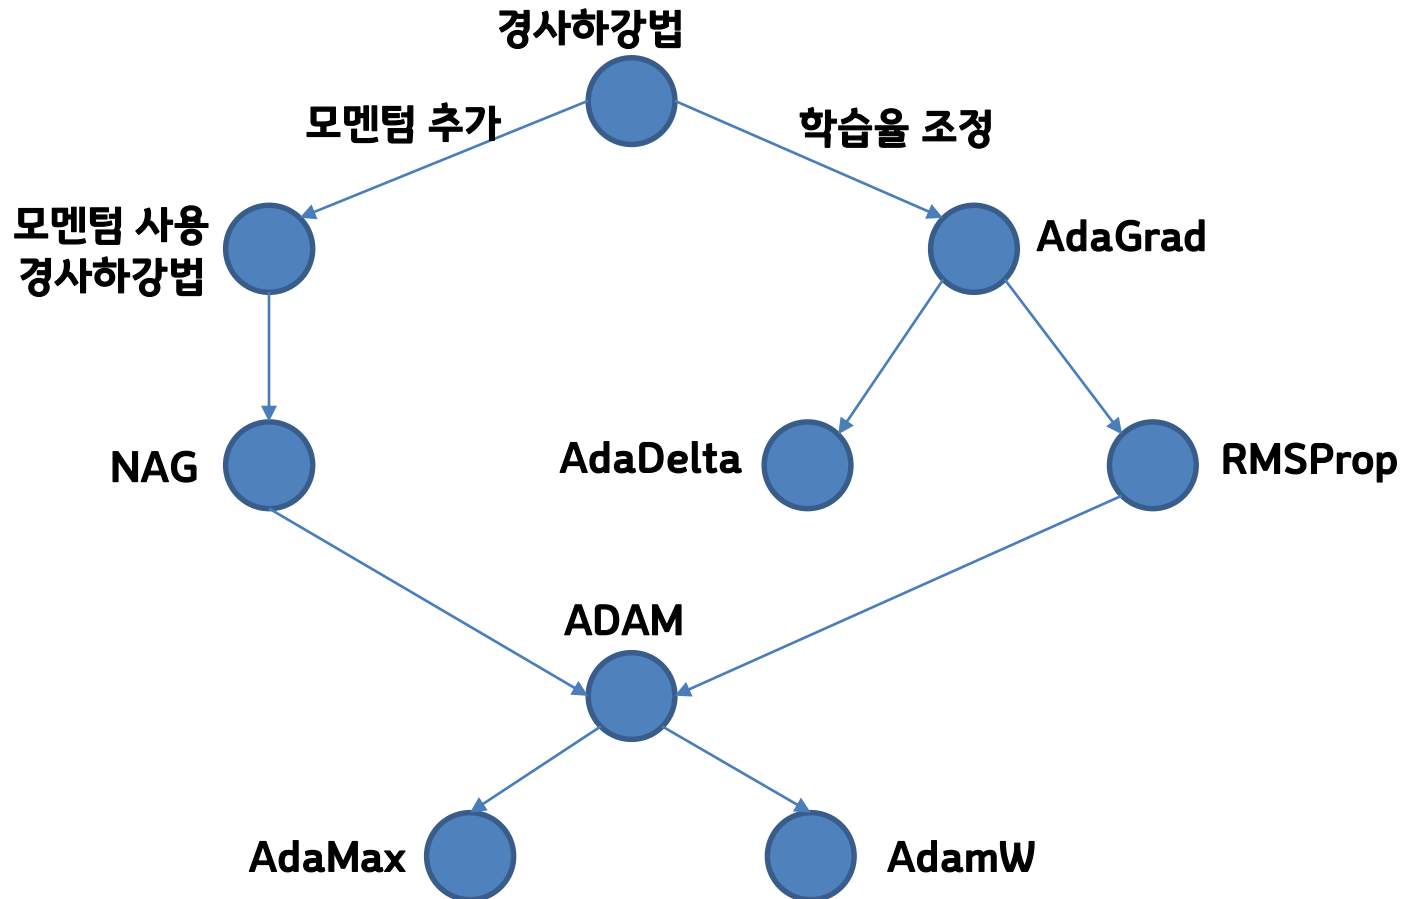 경사하강법
모멘텀 추가
학습율 조정
모멘텀 사용
경사하강법
AdaGrad
NAG
AdaDelta
RMSProp
ADAM
AdaMax
AdamW